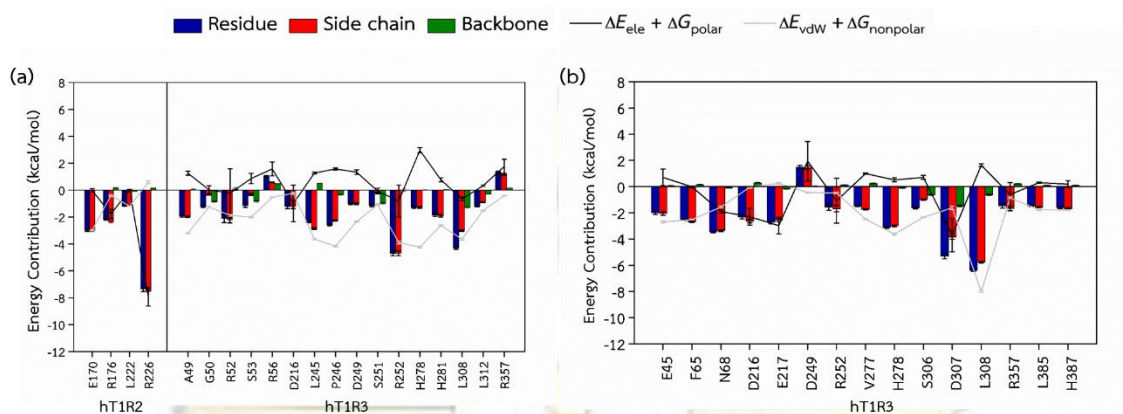 Residue Side chain Backbone ΔEele + ΔGpolar ΔEvdW + ΔGnonpolar
(a)
Energy Contribution (kcal/mol)
8
6
4
2
0
-2
-4
-6
-8
-10
-12
E170 R176 L222 R226 A49 G50 R52 S53 R56 D216 L245 P246 D249 S251 R252 H278 H281 L308 L312 R357
hT1R2 hT1R3
(b)
Energy Contribution (kcal/mol)
8
6
4
2
0
-2
-4
-6
-8
-10
-12
E45 F65 N68 D216 E217 D249 R252 V277 H278 S306 D307 L308 R357 L385 H387
hT1R3